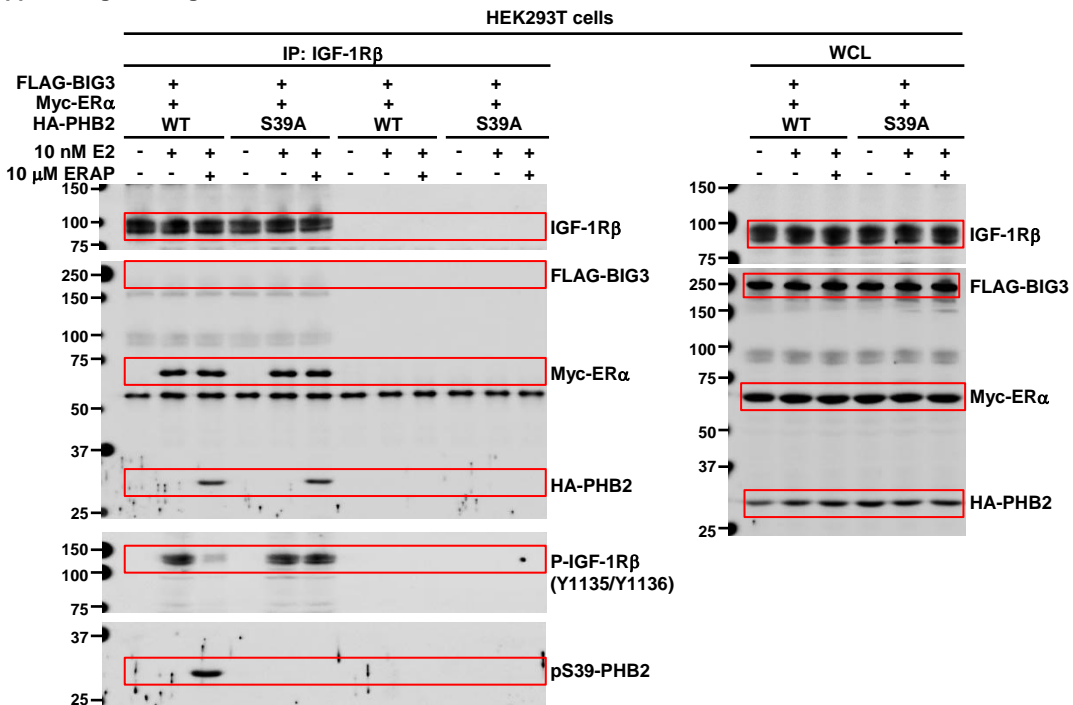 HEK293T cells
IP: IGF-1Rβ WCL
FLAG-BIG3 + + + + + +
Myc-ERα + + + + + +
HA-PHB2 WT S39A WT S39A WT S39A
10 nM E2 - + + - + + - + + - + + - + + - + +
10 μM ERAP + + + + + +
150
100
75
IGF-1Rβ
250
150
100
75
50
37
25
FLAG-BIG3
Myc-ERα
HA-PHB2
150
100
75
P-IGF-1Rβ
(Y1135/Y1136)
37
25
pS39-PHB2
150
100
75
IGF-1Rβ
250
150
100
75
50
37
25
FLAG-BIG3
Myc-ERα
HA-PHB2